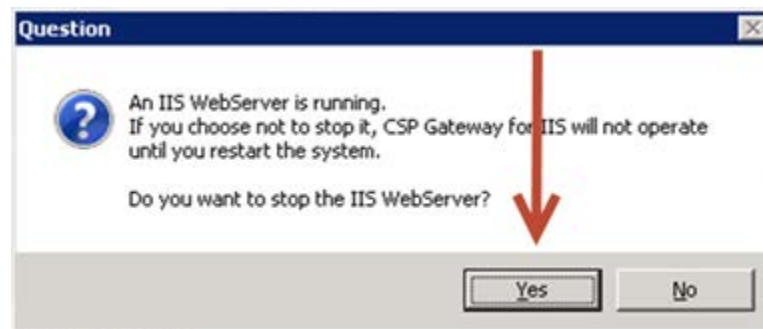 Question
An IIS WebServer is running.
If you choose not to stop it, CSP Gateway for IIS will not operate
until you restart the system.
Do you want to stop the IIS WebServer?
Yes No